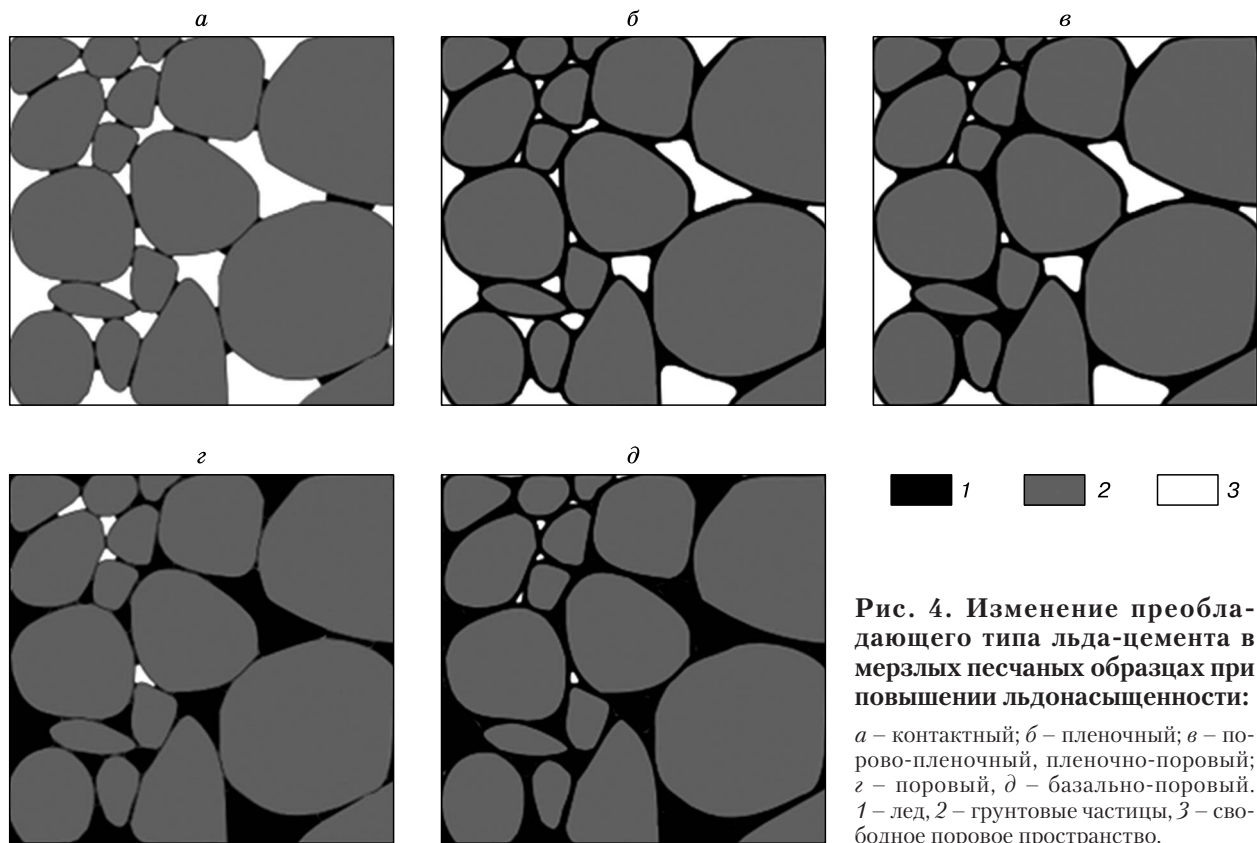 а
б
в
г
д
1
2
3
Рис. 4. Изменение преобла-
дающего типа льда-цемента в
мерзлых песчаных образцах при
повышении льдонасыщенности:
а – контактный; б – пленочный; в – по-
рово-пленочный, пленочно-поровый;
г – поровый, д – базально-поровый.
1 – лед, 2 – грунтовые частицы, 3 – сво-
бодное поровое пространство.